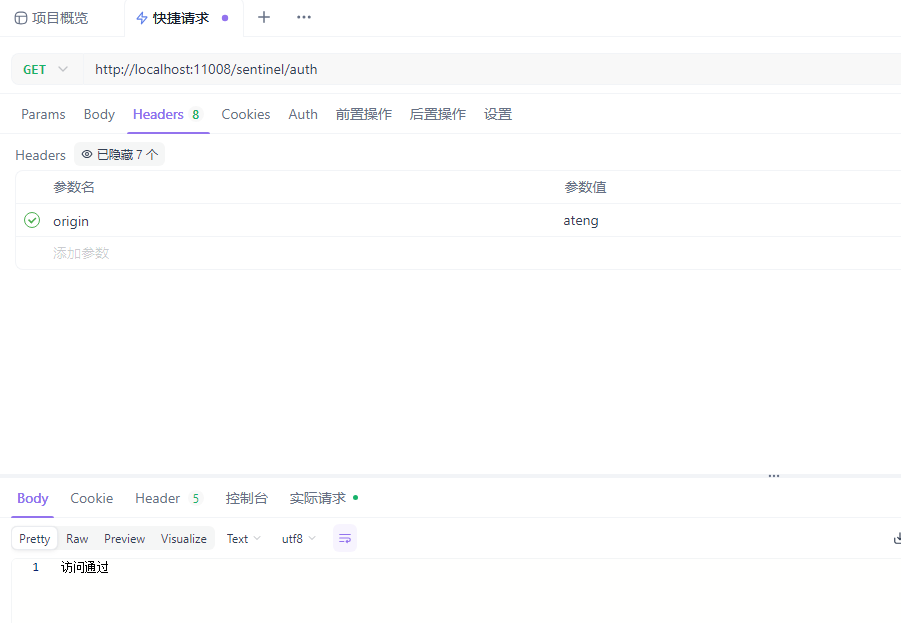 项目概览 快捷请求
GET http://localhost:11008/sentinel/auth
Params Body Headers 8 Cookies Auth 前置操作 后置操作 设置
Headers 已隐藏 7 个
参数名 参数值
origin ateng
添加参数
Body Cookie Header 5 控制台 实际请求
Pretty Raw Preview Visualize Text utf8
1 访问通过